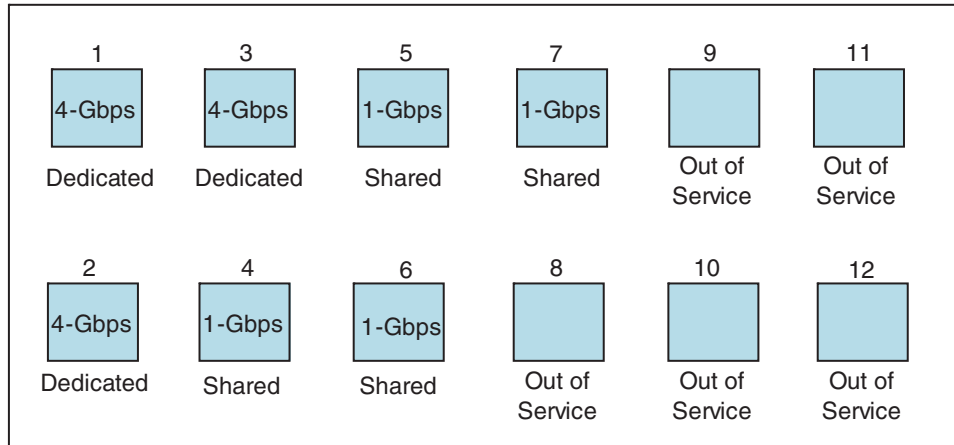 1 3 5 7 9 11
4-Gbps 4-Gbps 1-Gbps 1-Gbps
Dedicated Dedicated Shared Shared Out of Service Out of Service
2 4 6 8 10 12
4-Gbps 1-Gbps 1-Gbps
Dedicated Shared Shared Out of Service Out of Service Out of Service